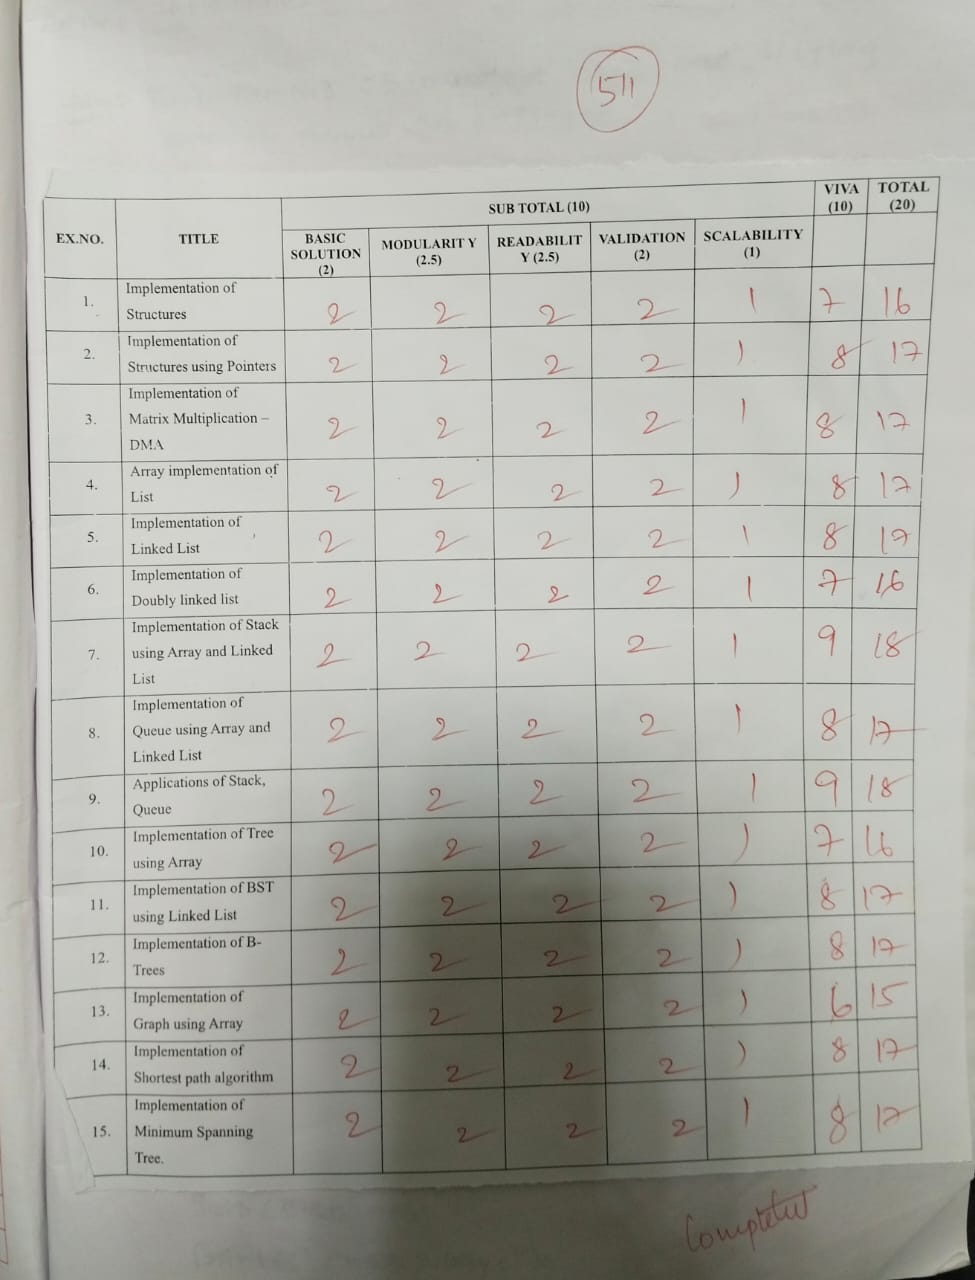 511
EX.NO. TITLE SUB TOTAL (10) VIVA (10) TOTAL (20)
BASIC SOLUTION (2) MODULARIT Y (2.5) READABILIT Y (2.5) VALIDATION (2) SCALABILITY (1)
1. Implementation of Structures 2 2 2 2 1 7 16
2. Implementation of Structures using Pointers 2 2 2 2 1 8 17
3. Implementation of Matrix Multiplication – DMA 2 2 2 2 1 8 17
4. Array implementation of List 2 2 2 2 1 8 17
5. Implementation of Linked List 2 2 2 2 1 8 17
6. Implementation of Doubly linked list 2 2 2 2 1 7 16
7. Implementation of Stack using Array and Linked List 2 2 2 2 1 9 18
8. Implementation of Queue using Array and Linked List 2 2 2 2 1 8 17
9. Applications of Stack, Queue 2 2 2 2 1 9 18
10. Implementation of Tree using Array 2 2 2 2 1 7 16
11. Implementation of BST using Linked List 2 2 2 2 1 8 17
12. Implementation of B-Trees 2 2 2 2 1 8 17
13. Implementation of Graph using Array 2 2 2 2 1 6 15
14. Implementation of Shortest path algorithm 2 2 2 2 1 8 17
15. Implementation of Minimum Spanning Tree. 2 2 2 2 1 8 17
Completed